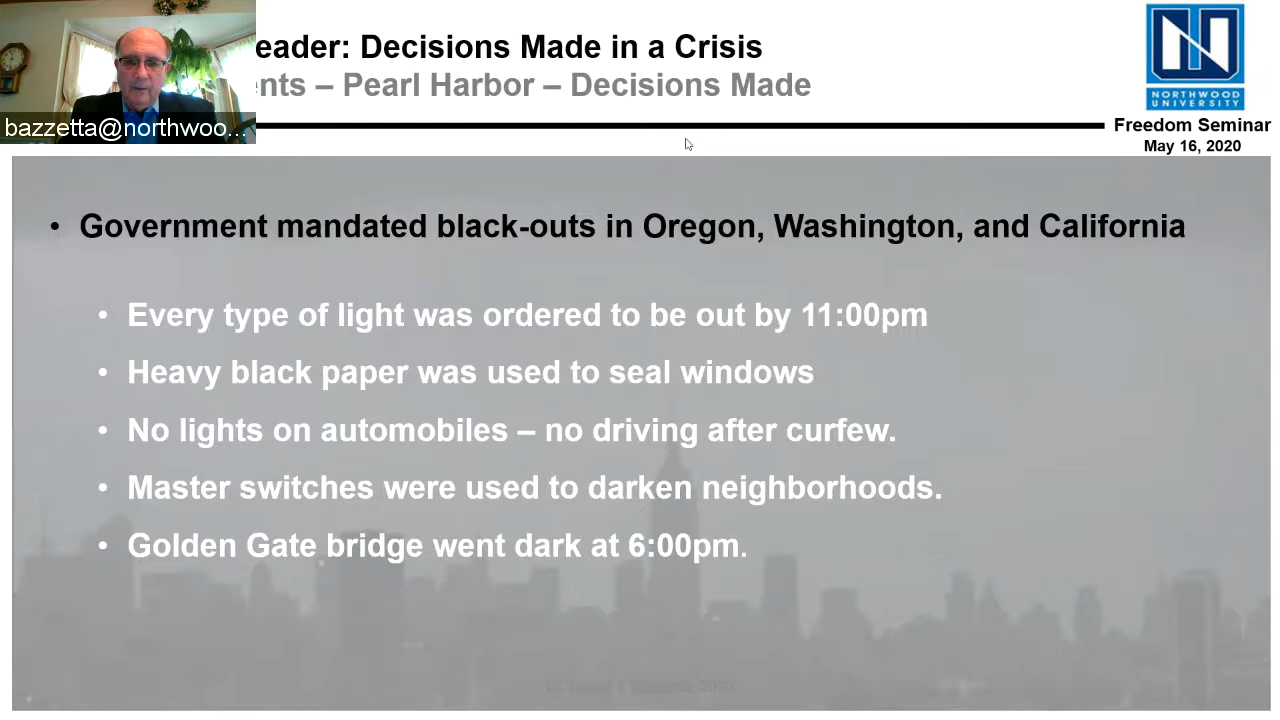 eader: Decisions Made in a Crisis
nts – Pearl Harbor – Decisions Made
bazzetta@northwoo...
NORTHWOOD
UNIVERSITY
Freedom Seminar
May 16, 2020
• Government mandated black-outs in Oregon, Washington, and California
• Every type of light was ordered to be out by 11:00pm
• Heavy black paper was used to seal windows
• No lights on automobiles – no driving after curfew.
• Master switches were used to darken neighborhoods.
• Golden Gate bridge went dark at 6:00pm.